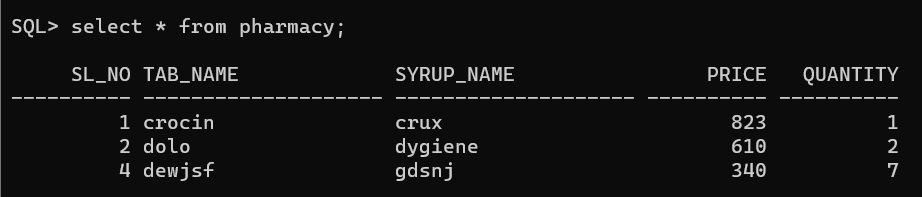 SQL> select * from pharmacy;
SL_NO TAB_NAME SYRUP_NAME PRICE QUANTITY
---------- -------------------- -------------------- ---------- ----------
1 crocin crux 823 1
2 dolo dygiene 610 2
4 dewjsf gdsnj 340 7